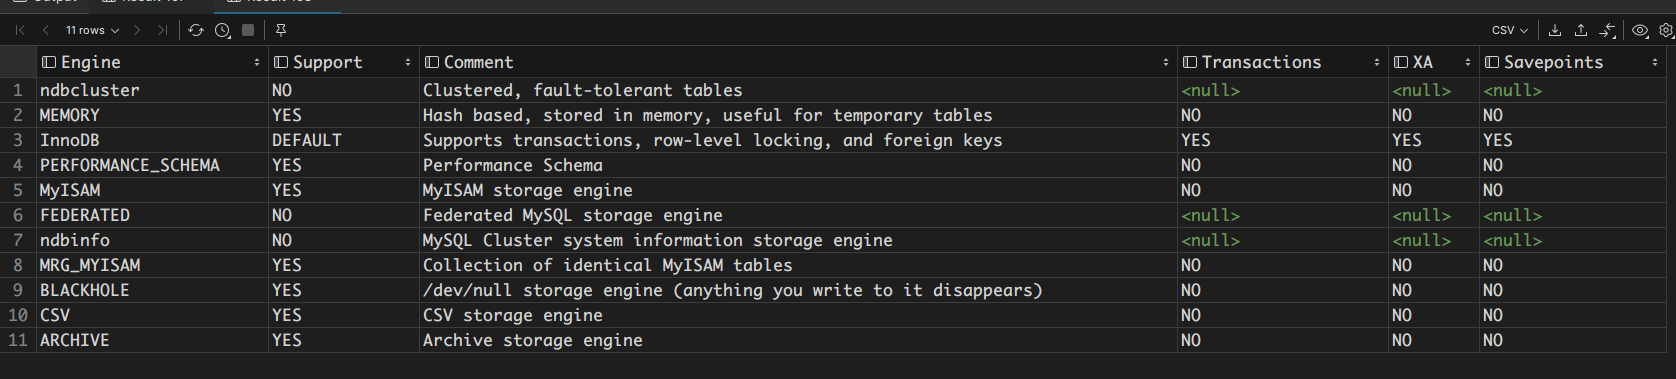 11 rows
CSV
Engine Support Comment Transactions XA Savepoints
1 ndbcluster NO Clustered, fault-tolerant tables <null> <null> <null>
2 MEMORY YES Hash based, stored in memory, useful for temporary tables NO NO NO
3 InnoDB DEFAULT Supports transactions, row-level locking, and foreign keys YES YES YES
4 PERFORMANCE_SCHEMA YES Performance Schema NO NO NO
5 MyISAM YES MyISAM storage engine NO NO NO
6 FEDERATED NO Federated MySQL storage engine <null> <null> <null>
7 ndbinfo NO MySQL Cluster system information storage engine <null> <null> <null>
8 MRG_MYISAM YES Collection of identical MyISAM tables NO NO NO
9 BLACKHOLE YES /dev/null storage engine (anything you write to it disappears) NO NO NO
10 CSV YES CSV storage engine NO NO NO
11 ARCHIVE YES Archive storage engine NO NO NO